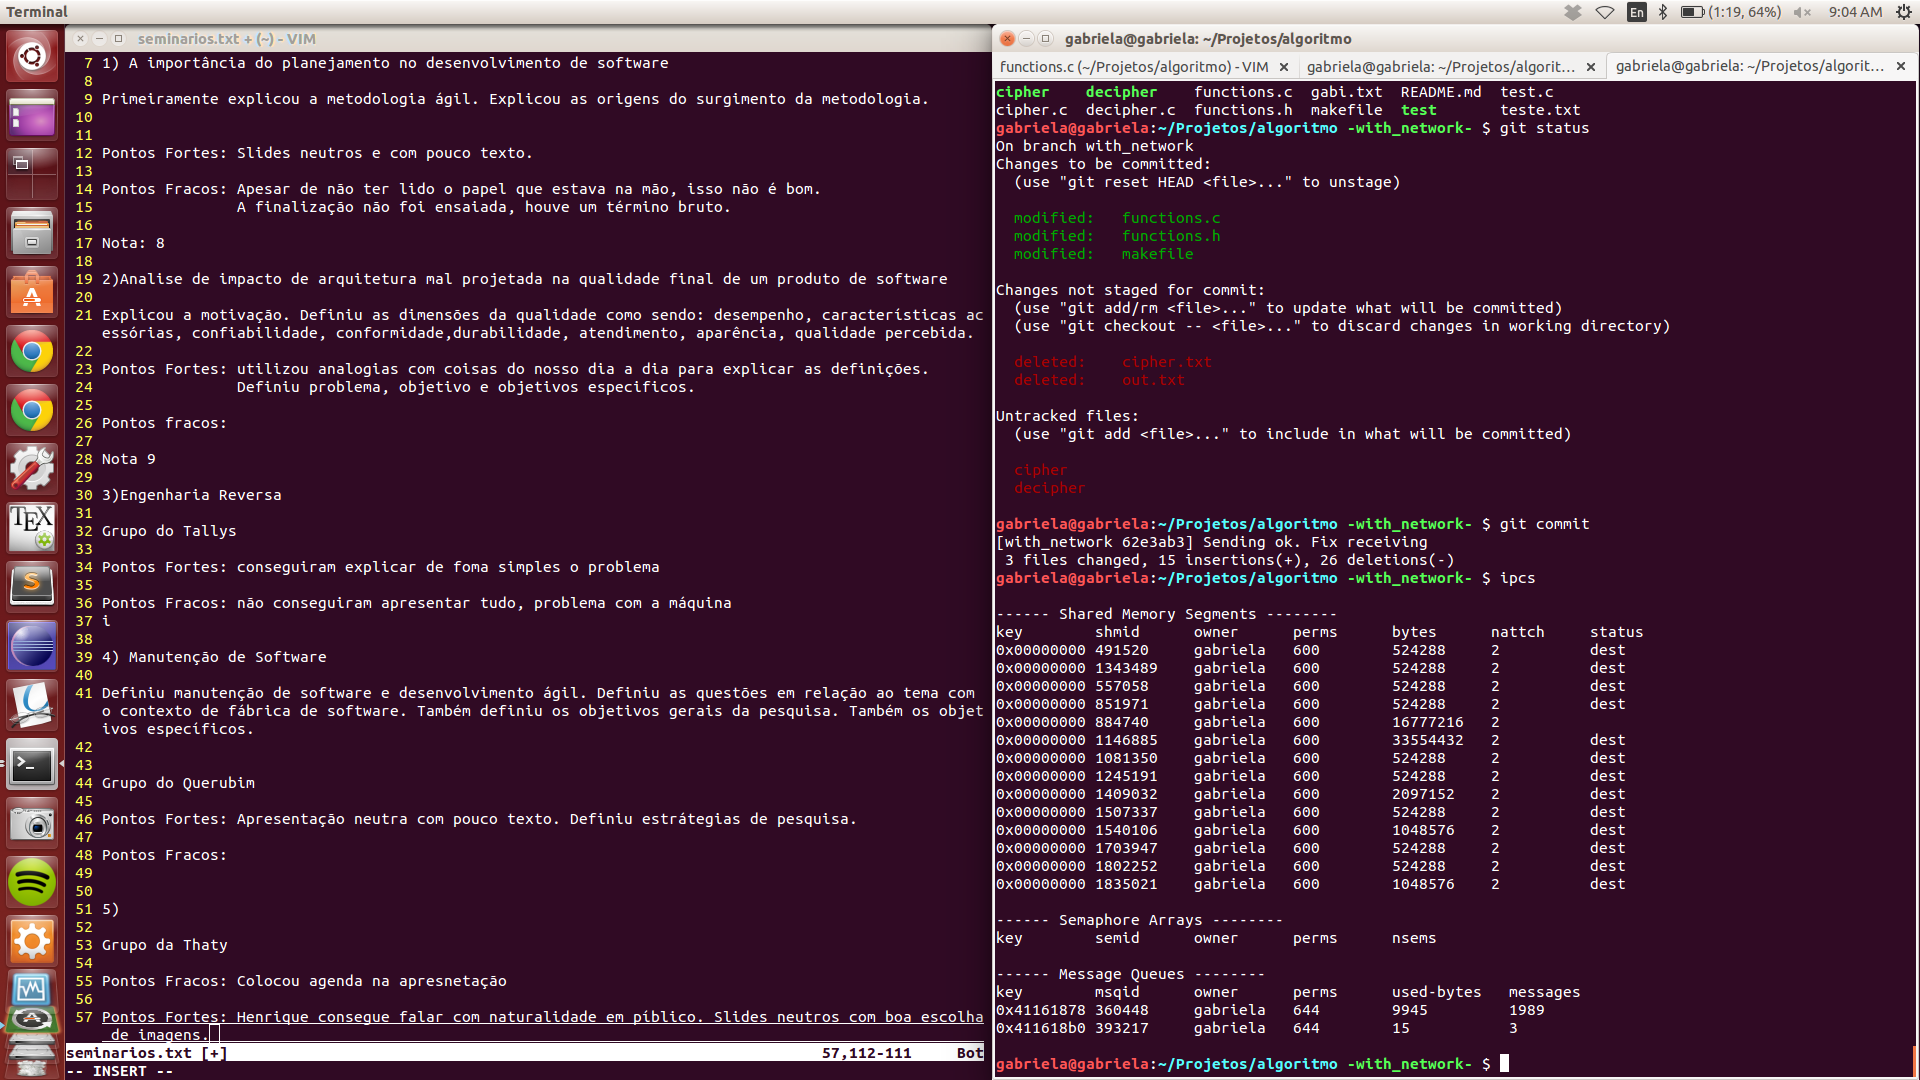 Terminal
En
(1:19, 64%)
9:04 AM
seminarios.txt + (~) - VIM
7 1) A importância do planejamento no desenvolvimento de software
8
9 Primeiramente explicou a metodologia ágil. Explicou as origens do surgimento da metodologia.
10
11
12 Pontos Fortes: Slides neutros e com pouco texto.
13
14 Pontos Fracos: Apesar de não ter lido o papel que estava na mão, isso não é bom.
15 A finalização não foi ensaiada, houve um término bruto.
16
17 Nota: 8
18
19 2)Analise de impacto de arquitetura mal projetada na qualidade final de um produto de software
20
21 Explicou a motivação. Definiu as dimensões da qualidade como sendo: desempenho, características ac
essórias, confiabilidade, conformidade,durabilidade, atendimento, aparência, qualidade percebida.
22
23 Pontos Fortes: utilizou analogias com coisas do nosso dia a dia para explicar as definições.
24 Definiu problema, objetivo e objetivos especificos.
25
26 Pontos fracos:
27
28 Nota 9
29
30 3)Engenharia Reversa
31
32 Grupo do Tallys
33
34 Pontos Fortes: conseguiram explicar de foma simples o problema
35
36 Pontos Fracos: não conseguiram apresentar tudo, problema com a máquina
37 i
38
39 4) Manutenção de Software
40
41 Definiu manutenção de software e desenvolvimento ágil. Definiu as questões em relação ao tema com
o contexto de fábrica de software. Também definiu os objetivos gerais da pesquisa. Também os objet
ivos específicos.
42
43
44 Grupo do Querubim
45
46 Pontos Fortes: Apresentação neutra com pouco texto. Definiu estrátegias de pesquisa.
47
48 Pontos Fracos:
49
50
51 5)
52
53 Grupo da Thaty
54
55 Pontos Fracos: Colocou agenda na apresnetação
56
57 Pontos Fortes: Henrique consegue falar com naturalidade em píblico. Slides neutros com boa escolha
de imagens.
seminarios.txt [+] 57,112-111 Bot
-- INSERT --
gabriela@gabriela: ~/Projetos/algoritmo
functions.c (~/Projetos/algoritmo) - VIM
gabriela@gabriela: ~/Projetos/algorit...
gabriela@gabriela: ~/Projetos/algorit...
cipher decipher functions.c gabi.txt README.md test.c
cipher.c decipher.c functions.h makefile test teste.txt
gabriela@gabriela:~/Projetos/algoritmo -with_network- $ git status
On branch with_network
Changes to be committed:
(use "git reset HEAD <file>..." to unstage)
modified: functions.c
modified: functions.h
modified: makefile
Changes not staged for commit:
(use "git add/rm <file>..." to update what will be committed)
(use "git checkout -- <file>..." to discard changes in working directory)
deleted: cipher.txt
deleted: out.txt
Untracked files:
(use "git add <file>..." to include in what will be committed)
cipher
decipher
gabriela@gabriela:~/Projetos/algoritmo -with_network- $ git commit
[with_network 62e3ab3] Sending ok. Fix receiving
3 files changed, 15 insertions(+), 26 deletions(-)
gabriela@gabriela:~/Projetos/algoritmo -with_network- $ ipcs
------ Shared Memory Segments --------
key shmid owner perms bytes nattch status
0x00000000 491520 gabriela 600 524288 2 dest
0x00000000 1343489 gabriela 600 524288 2 dest
0x00000000 557058 gabriela 600 524288 2 dest
0x00000000 851971 gabriela 600 524288 2 dest
0x00000000 884740 gabriela 600 16777216 2
0x00000000 1146885 gabriela 600 33554432 2 dest
0x00000000 1081350 gabriela 600 524288 2 dest
0x00000000 1245191 gabriela 600 524288 2 dest
0x00000000 1409032 gabriela 600 2097152 2 dest
0x00000000 1507337 gabriela 600 524288 2 dest
0x00000000 1540106 gabriela 600 1048576 2 dest
0x00000000 1703947 gabriela 600 524288 2 dest
0x00000000 1802252 gabriela 600 524288 2 dest
0x00000000 1835021 gabriela 600 1048576 2 dest
------ Semaphore Arrays --------
key semid owner perms nsems
------ Message Queues --------
key msqid owner perms used-bytes messages
0x41161878 360448 gabriela 644 9945 1989
0x411618b0 393217 gabriela 644 15 3
gabriela@gabriela:~/Projetos/algoritmo -with_network- $
TEX